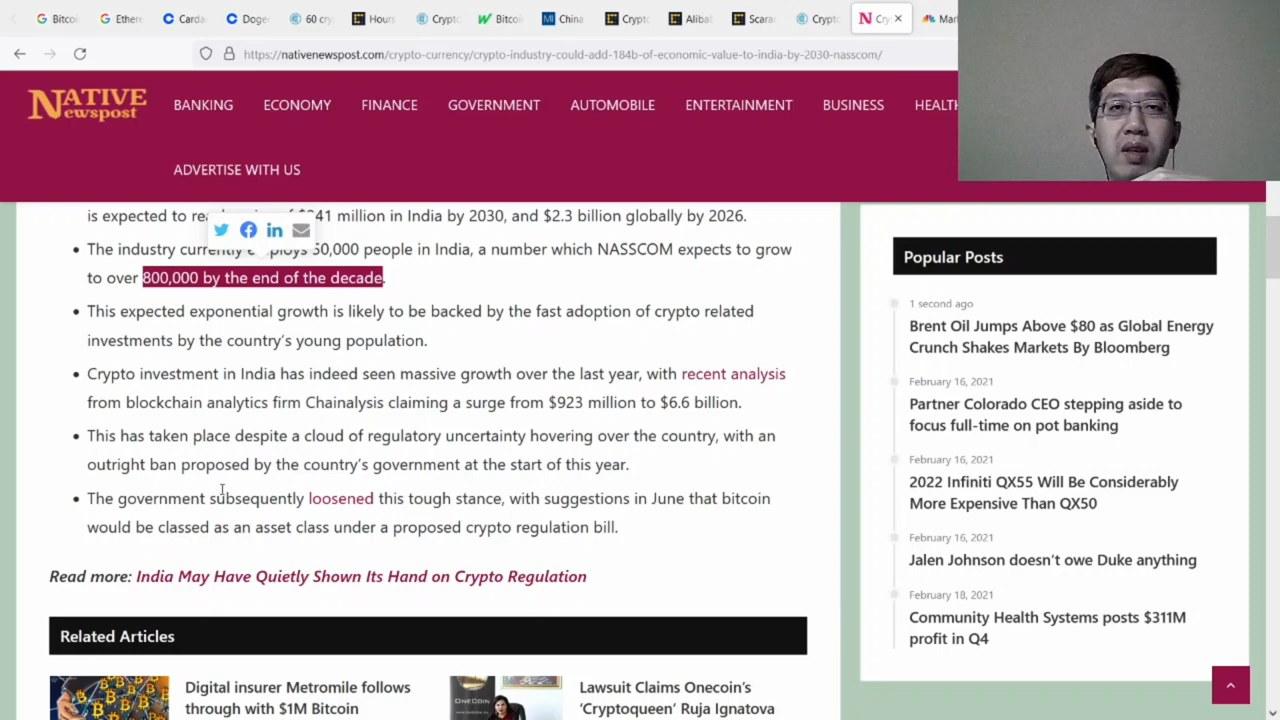 Bitcoi
Ethere
Carda
Doger
60 cry
Hours
Crypto
Bitcoi
China
Crypto
Alibab
Scarar
Crypto
Cry
Mar
https://nativenewspost.com/crypto-currency/crypto-industry-could-add-184b-of-economic-value-to-india-by-2030-nasscom/
NATIVE
Newspost
BANKING ECONOMY FINANCE GOVERNMENT AUTOMOBILE ENTERTAINMENT BUSINESS HEALTH
ADVERTISE WITH US
is expected to 241 million in India by 2030, and $2.3 billion globally by 2026.
• The industry currently employs 50,000 people in India, a number which NASSCOM expects to grow
to over 800,000 by the end of the decade.
• This expected exponential growth is likely to be backed by the fast adoption of crypto related
investments by the country's young population.
• Crypto investment in India has indeed seen massive growth over the last year, with recent analysis
from blockchain analytics firm Chainalysis claiming a surge from $923 million to $6.6 billion.
• This has taken place despite a cloud of regulatory uncertainty hovering over the country, with an
outright ban proposed by the country's government at the start of this year.
• The government subsequently loosened this tough stance, with suggestions in June that bitcoin
would be classed as an asset class under a proposed crypto regulation bill.
Read more: India May Have Quietly Shown Its Hand on Crypto Regulation
Related Articles
Digital insurer Metromile follows
through with $1M Bitcoin
ONECOIN
Lawsuit Claims Onecoin's
'Cryptoqueen' Ruja Ignatova
Popular Posts
1 second ago
Brent Oil Jumps Above $80 as Global Energy
Crunch Shakes Markets By Bloomberg
February 16, 2021
Partner Colorado CEO stepping aside to
focus full-time on pot banking
February 16, 2021
2022 Infiniti QX55 Will Be Considerably
More Expensive Than QX50
February 16, 2021
Jalen Johnson doesn't owe Duke anything
February 18, 2021
Community Health Systems posts $311M
profit in Q4